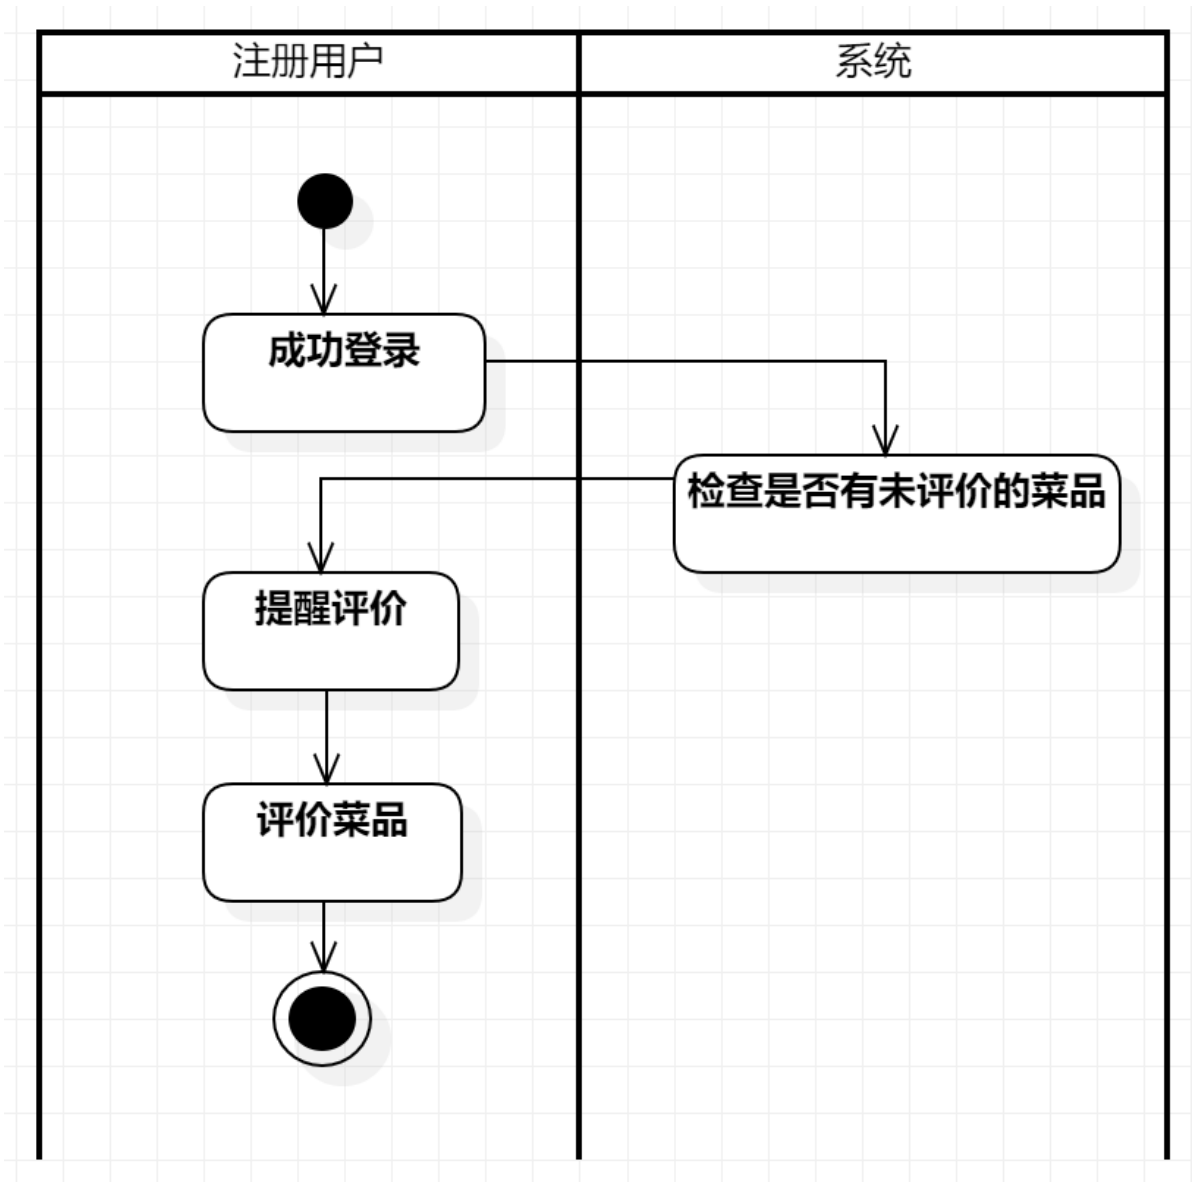 注册用户
系统
成功登录
检查是否有未评价的菜品
提醒评价
评价菜品